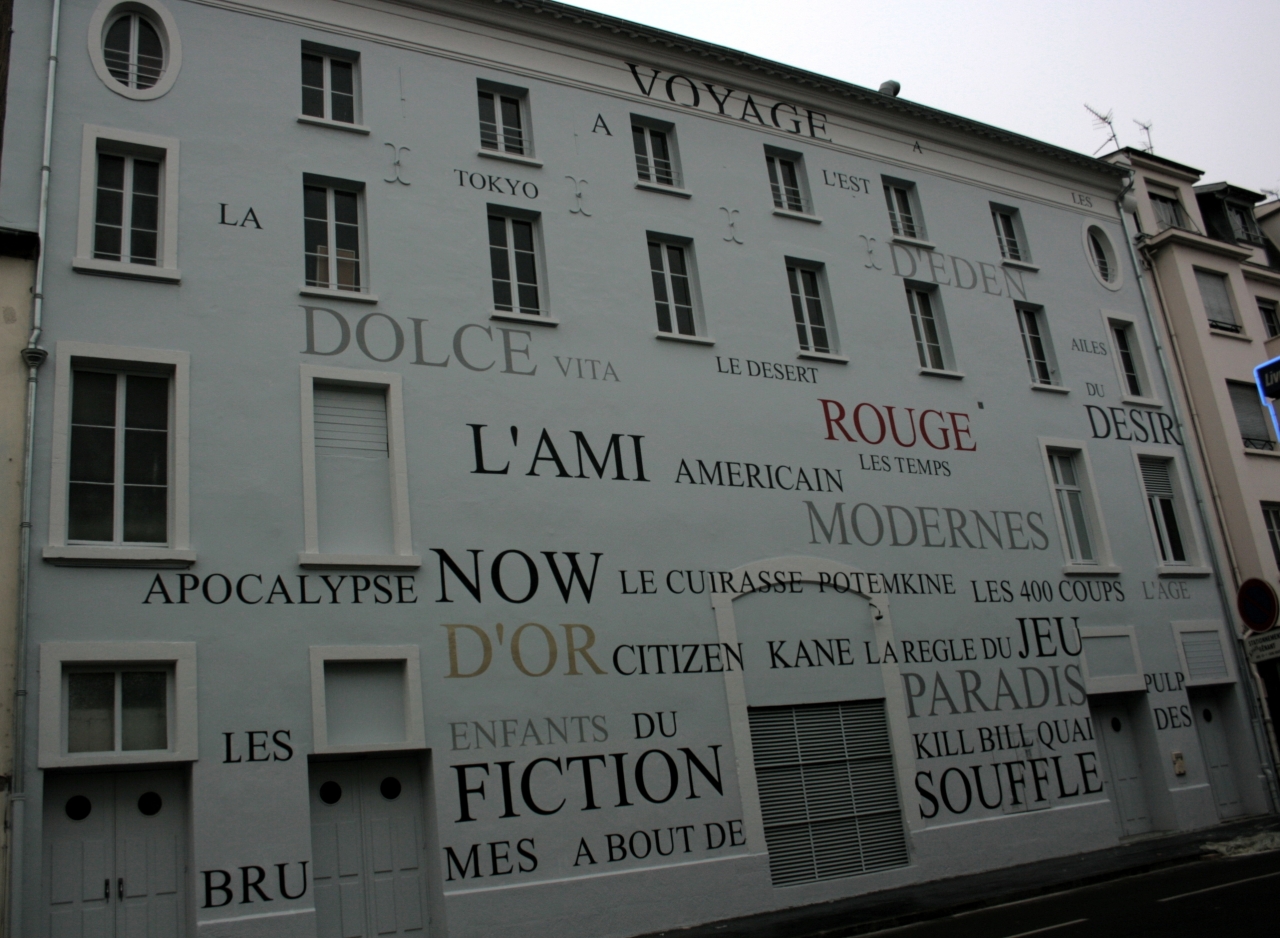 VOYAGE
A TOKYO A L'EST LES
LA D'EDEN
DOLCE VITA LE DESERT AILES
ROUGE DU DESIR
L'AMI AMERICAIN LES TEMPS
MODERNES
APOCALYPSE NOW LE CUIRASSE POTEMKINE LES 400 COUPS L'AGE
D'OR CITIZEN KANE LA REGLE DU JEU
LES ENFANTS DU PARADIS PULP
FICTION KILL BILL QUAI DES
BRUMES A BOUT DE SOUFFLE